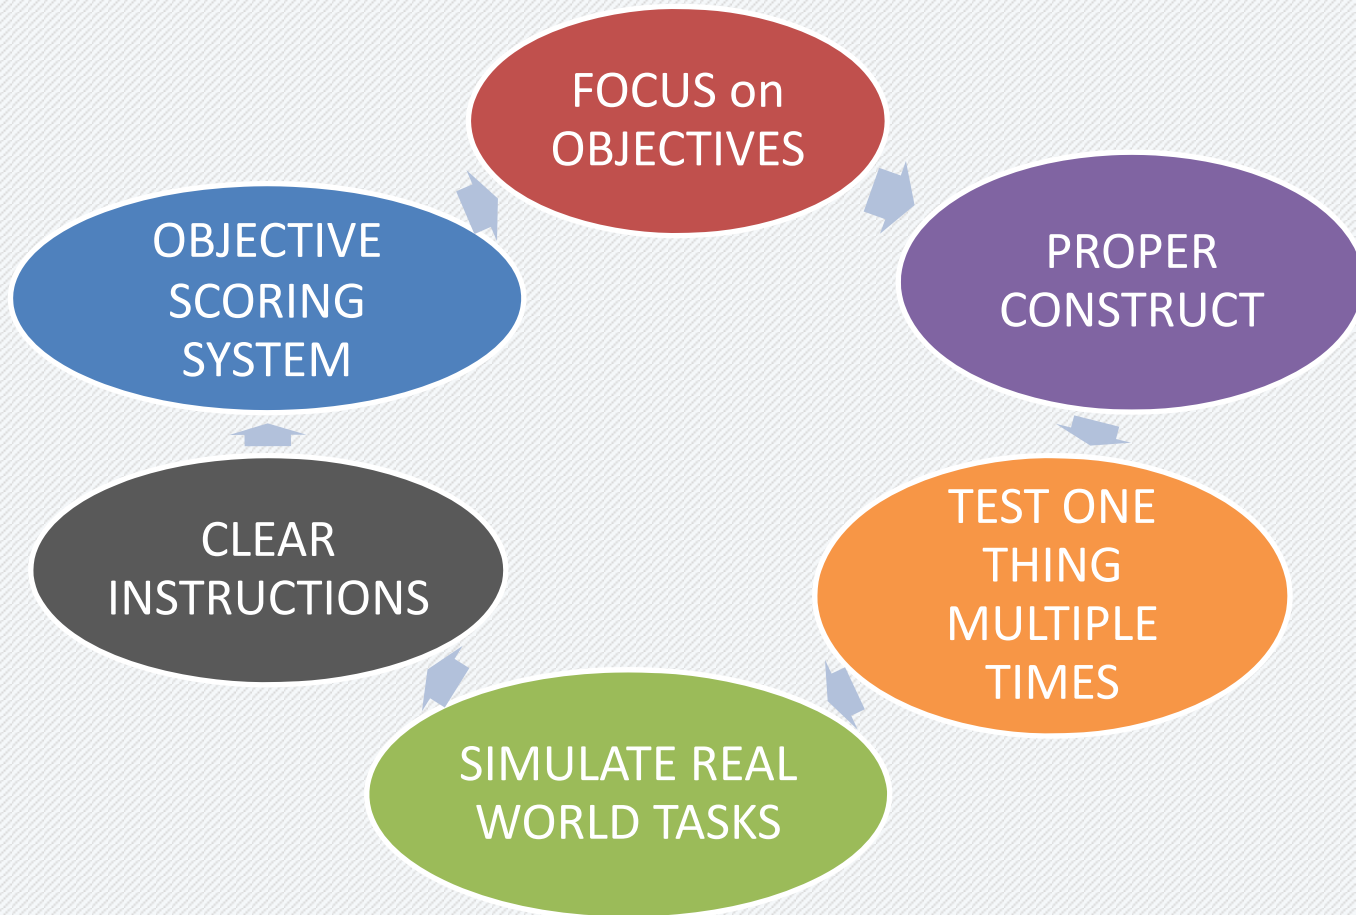 FOCUS on
OBJECTIVES
PROPER
CONSTRUCT
TEST ONE
THING
MULTIPLE
TIMES
SIMULATE REAL
WORLD TASKS
CLEAR
INSTRUCTIONS
OBJECTIVE
SCORING
SYSTEM